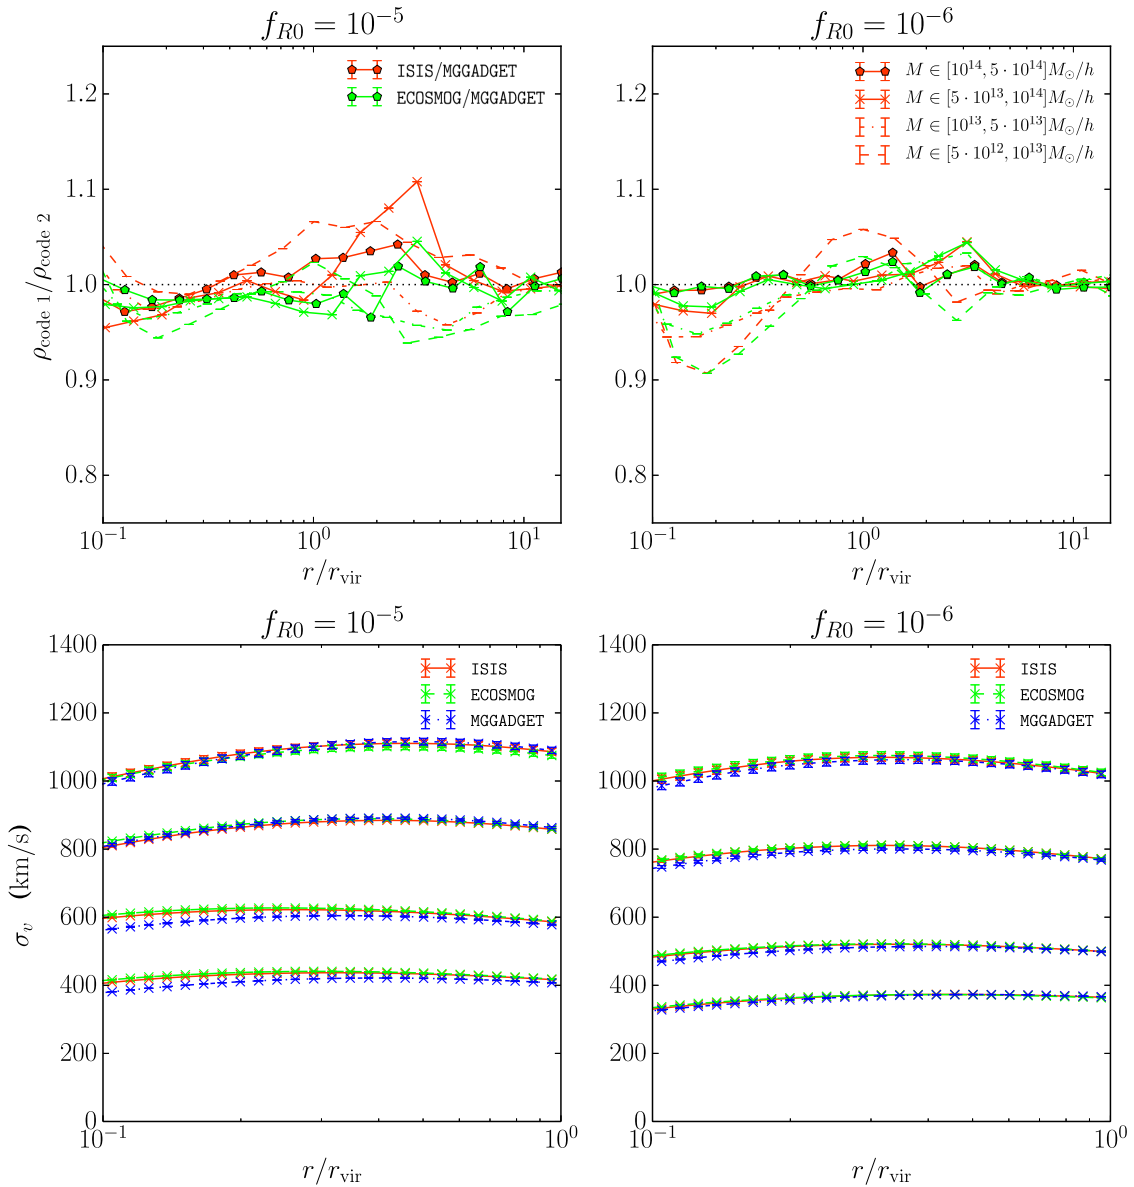 f_{R0} = 10^{-5}
f_{R0} = 10^{-6}
ISIS/MGGADGET
ECOSMOG/MGGADGET
M ∈ [10^{14}, 5 · 10^{14}]M_⊙/h
M ∈ [5 · 10^{13}, 10^{14}]M_⊙/h
M ∈ [10^{13}, 5 · 10^{13}]M_⊙/h
M ∈ [5 · 10^{12}, 10^{13}]M_⊙/h
ρ_{code 1}/ρ_{code 2}
1.2
1.1
1.0
0.9
0.8
1.2
1.1
1.0
0.9
0.8
10^{-1}
10^{0}
10^{1}
10^{-1}
10^{0}
10^{1}
r/r_{vir}
r/r_{vir}
f_{R0} = 10^{-5}
f_{R0} = 10^{-6}
ISIS
ECOSMOG
MGGADGET
ISIS
ECOSMOG
MGGADGET
σ_v (km/s)
1400
1200
1000
800
600
400
200
0
1400
1200
1000
800
600
400
200
0
10^{-1}
10^{0}
10^{-1}
10^{0}
r/r_{vir}
r/r_{vir}